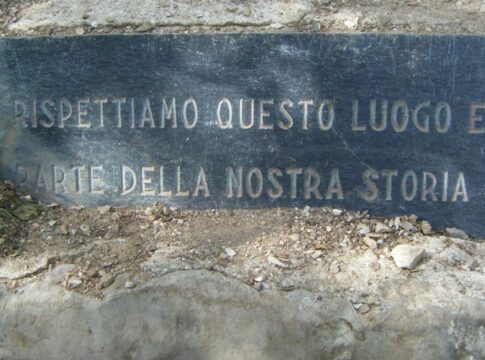 RISPETTIAMO QUESTO LUOGO E
PARTE DELLA NOSTRA STORIA